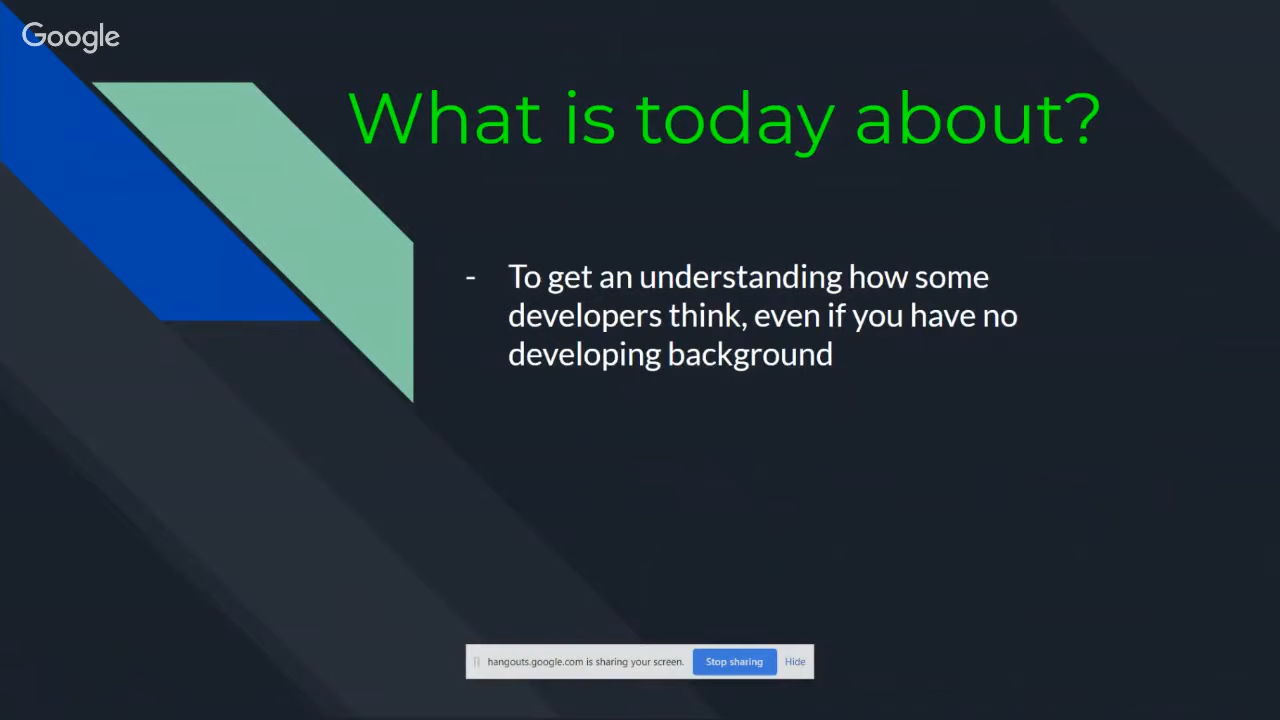 Google
What is today about?
- To get an understanding how some
developers think, even if you have no
developing background
hangouts.google.com is sharing your screen. Stop sharing Hide